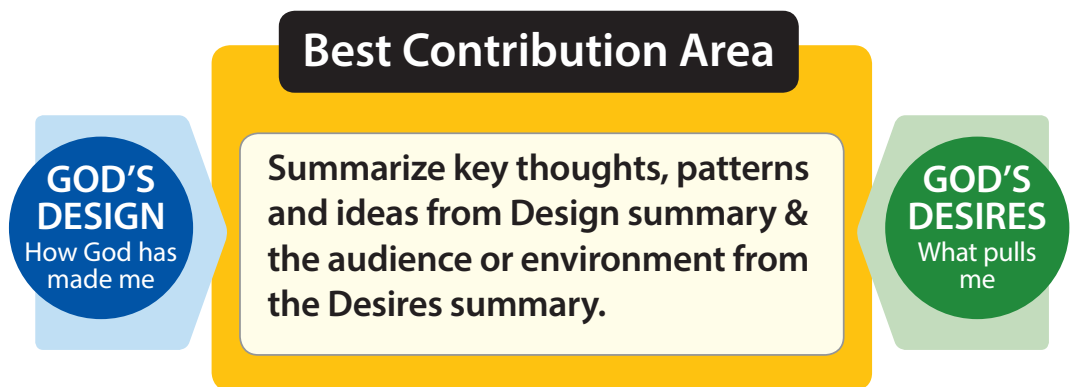 Best Contribution Area
GOD'S
DESIGN
How God has
made me
Summarize key thoughts, patterns
and ideas from Design summary &
the audience or environment from
the Desires summary.
GOD'S
DESIRES
What pulls
me